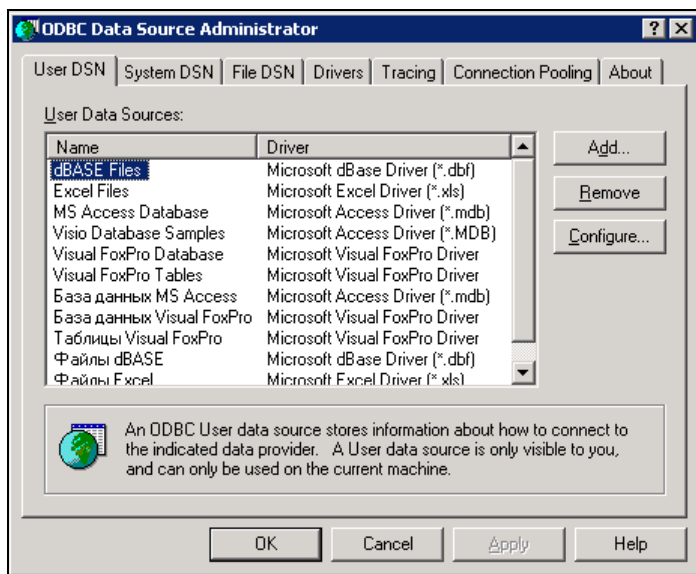 ODBC Data Source Administrator
User DSN System DSN File DSN Drivers Tracing Connection Pooling About
User Data Sources:
Name Driver
dBASE Files Microsoft dBase Driver (*.dbf)
Excel Files Microsoft Excel Driver (*.xls)
MS Access Database Microsoft Access Driver (*.mdb)
Visio Database Samples Microsoft Access Driver (*.MDB)
Visual FoxPro Database Microsoft Visual FoxPro Driver
Visual FoxPro Tables Microsoft Visual FoxPro Driver
База данных MS Access Microsoft Access Driver (*.mdb)
База данных Visual FoxPro Microsoft Visual FoxPro Driver
Таблицы Visual FoxPro Microsoft Visual FoxPro Driver
Файлы dBASE Microsoft dBase Driver (*.dbf)
Файлы Excel Microsoft Excel Driver (*.xls)
Add...
Remove
Configure...
An ODBC User data source stores information about how to connect to
the indicated data provider. A User data source is only visible to you,
and can only be used on the current machine.
OK Cancel Apply Help